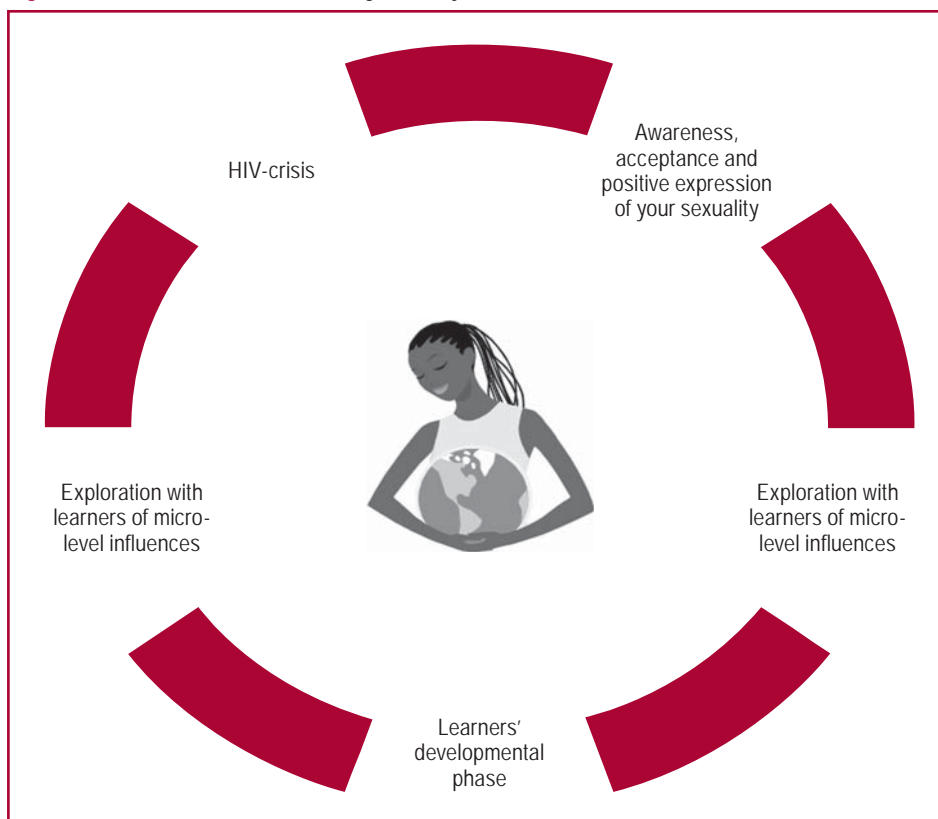 HIV-crisis
Awareness,
acceptance and
positive expression
of your sexuality
Exploration with
learners of micro-
level influences
Exploration with
learners of micro-
level influences
Learners'
developmental
phase